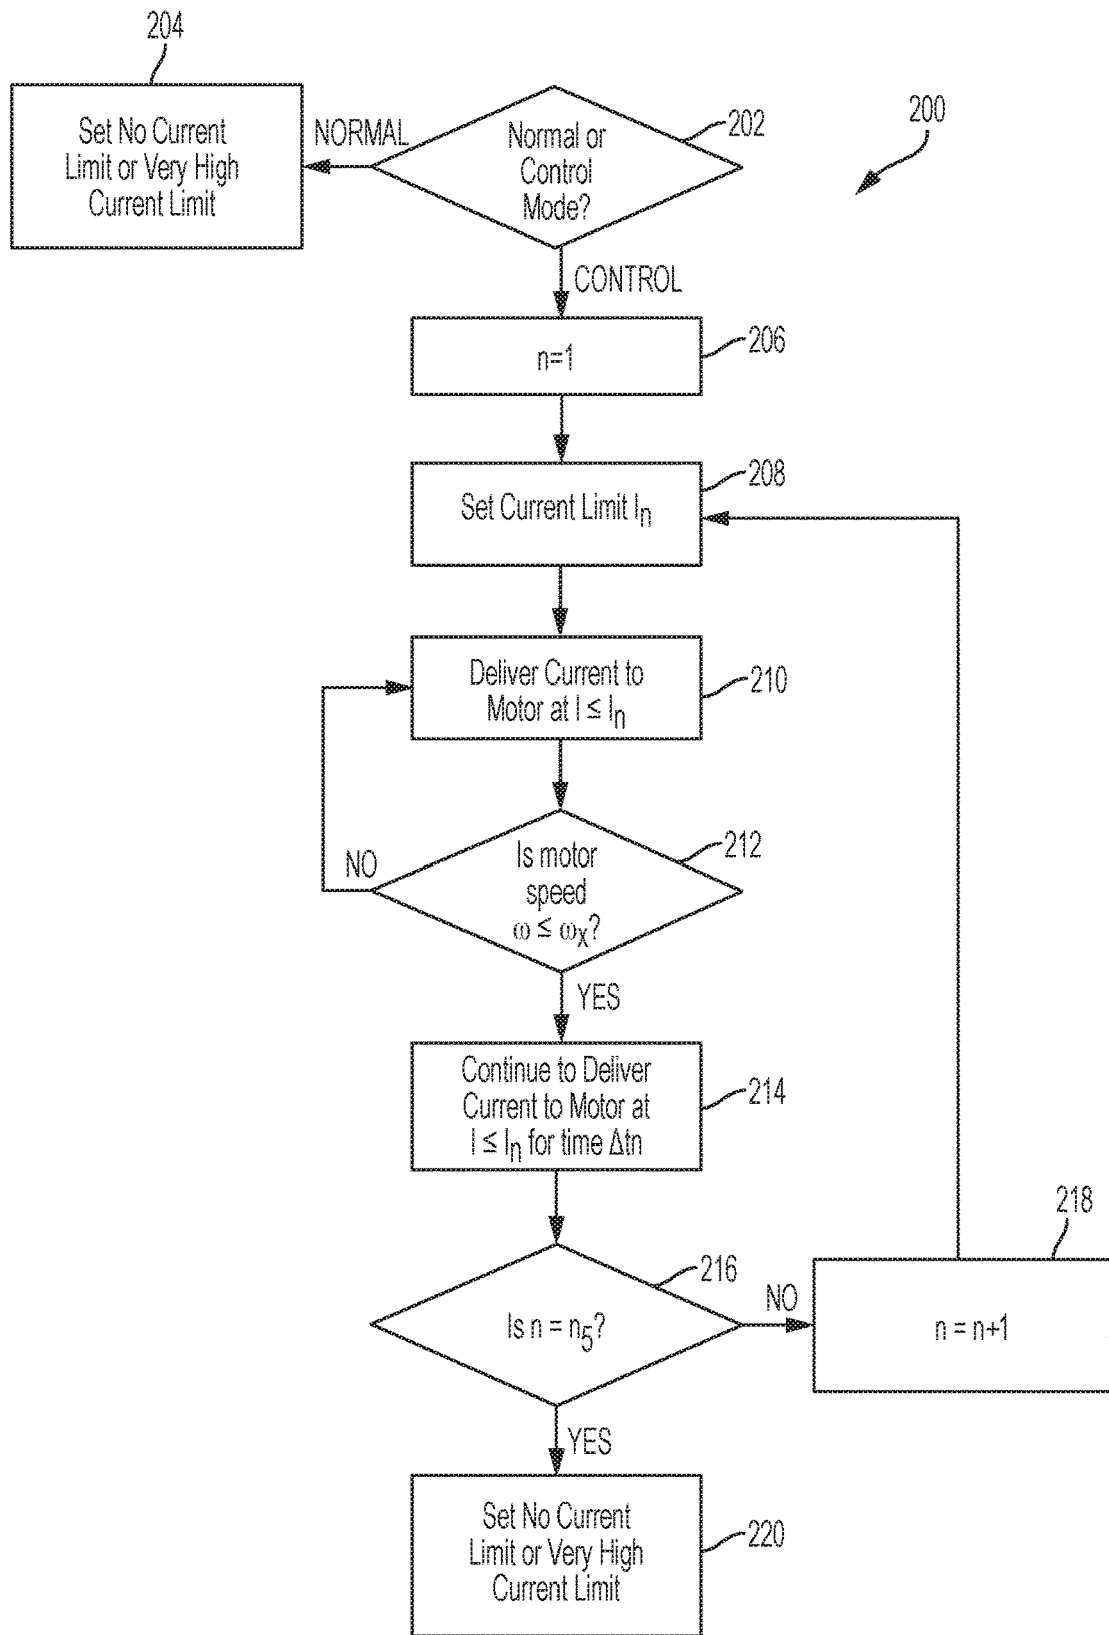 204
Set No Current
Limit or Very High
Current Limit
NORMAL
Normal or
Control
Mode?
202
200
CONTROL
n=1
206
Set Current Limit Iₙ
208
Deliver Current to
Motor at I ≤ Iₙ
210
NO
Is motor
speed
ω ≤ ωₓ?
212
YES
Continue to Deliver
Current to Motor at
I ≤ Iₙ for time Δtn
214
Is n = n₅?
216
NO
218
n = n+1
YES
Set No Current
Limit or Very High
Current Limit
220